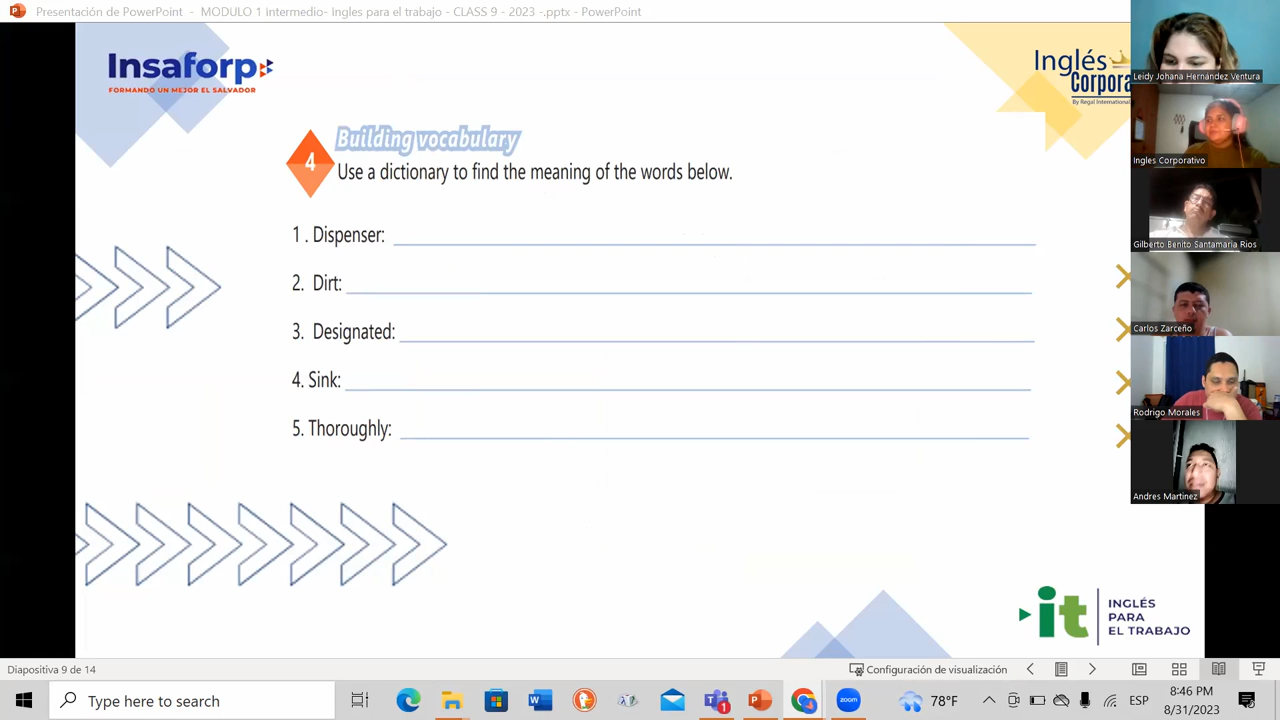 Presentación de PowerPoint - MODULO 1 Intermedio- Ingles para el trabajo - CLASS 9 - 2023 -.pptx - PowerPoint
Insaforp
FORMANDO UN MEJOR EL SALVADOR
Inglés
Corpora
By Regal International
4
Building vocabulary
Use a dictionary to find the meaning of the words below.
1 . Dispenser:
2. Dirt:
3. Designated:
4. Sink:
5. Thoroughly:
it
INGLÉS
PARA
EL TRABAJO
Leidy Johana Hernández Ventura
Ingles Corporativo
Gilberto Benito Santamaria Rios
Carlos Zarceño
Rodrigo Morales
Andres Martinez
Diapositiva 9 de 14
Configuración de visualización
Type here to search
zoom
1
78°F
ESP
8:46 PM
8/31/2023